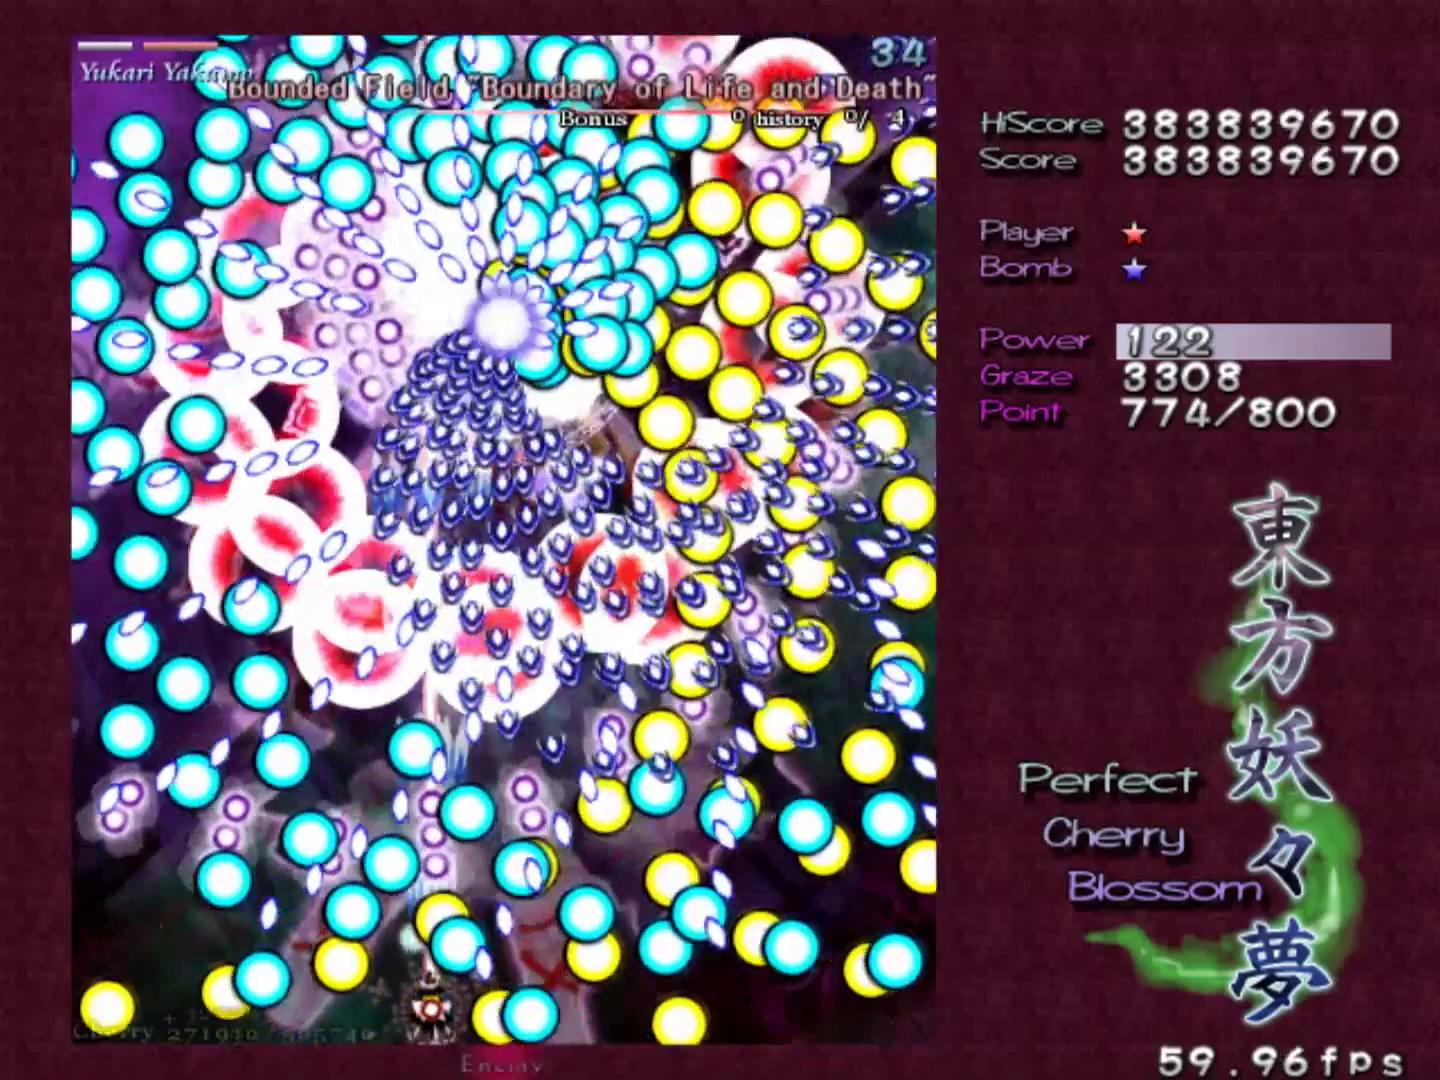 34
Yukari Yakumo
Bounded Field "Boundary of Life and Death"
Bonus 0 history 0/ 4
HiScore 383839670
Score 383839670
Player
Bomb
Power 122
Graze 3308
Point 774/800
東方妖々夢
Perfect
Cherry
Blossom
Cherry
Enemy
59.96fps